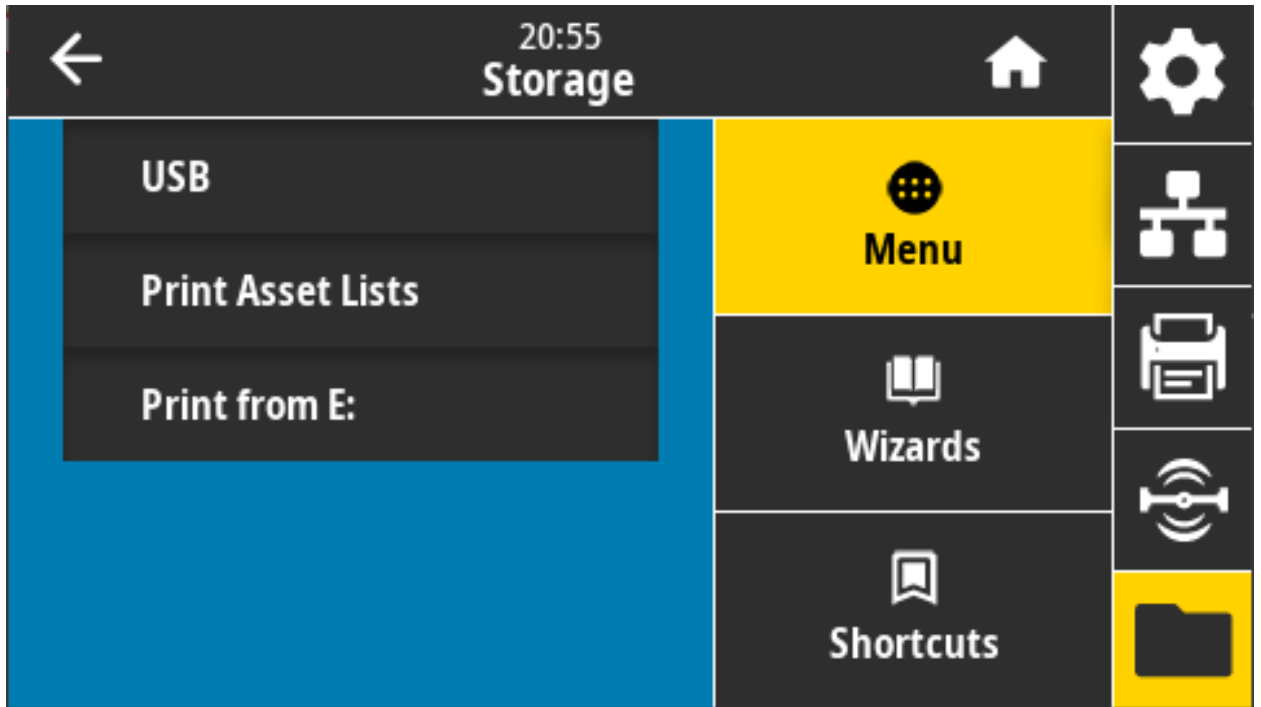 20:55
Storage
USB
Print Asset Lists
Print from E:
Menu
Wizards
Shortcuts